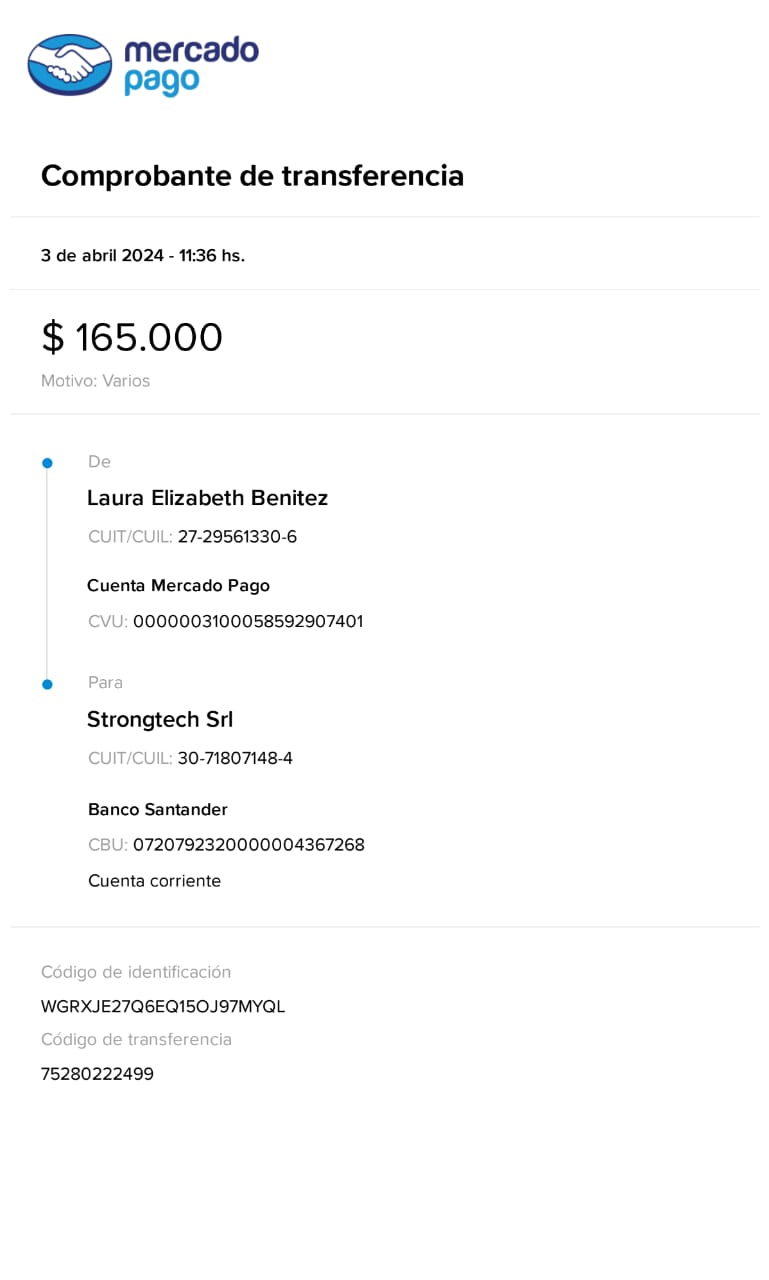 mercado
pago
Comprobante de transferencia
3 de abril 2024 - 11:36 hs.
$ 165.000
Motivo: Varios
De
Laura Elizabeth Benitez
CUIT/CUIL: 27-29561330-6
Cuenta Mercado Pago
CVU: 0000003100058592907401
Para
Strongtech Srl
CUIT/CUIL: 30-71807148-4
Banco Santander
CBU: 0720792320000004367268
Cuenta corriente
Código de identificación
WGRXJE27Q6EQ15OJ97MYQL
Código de transferencia
75280222499